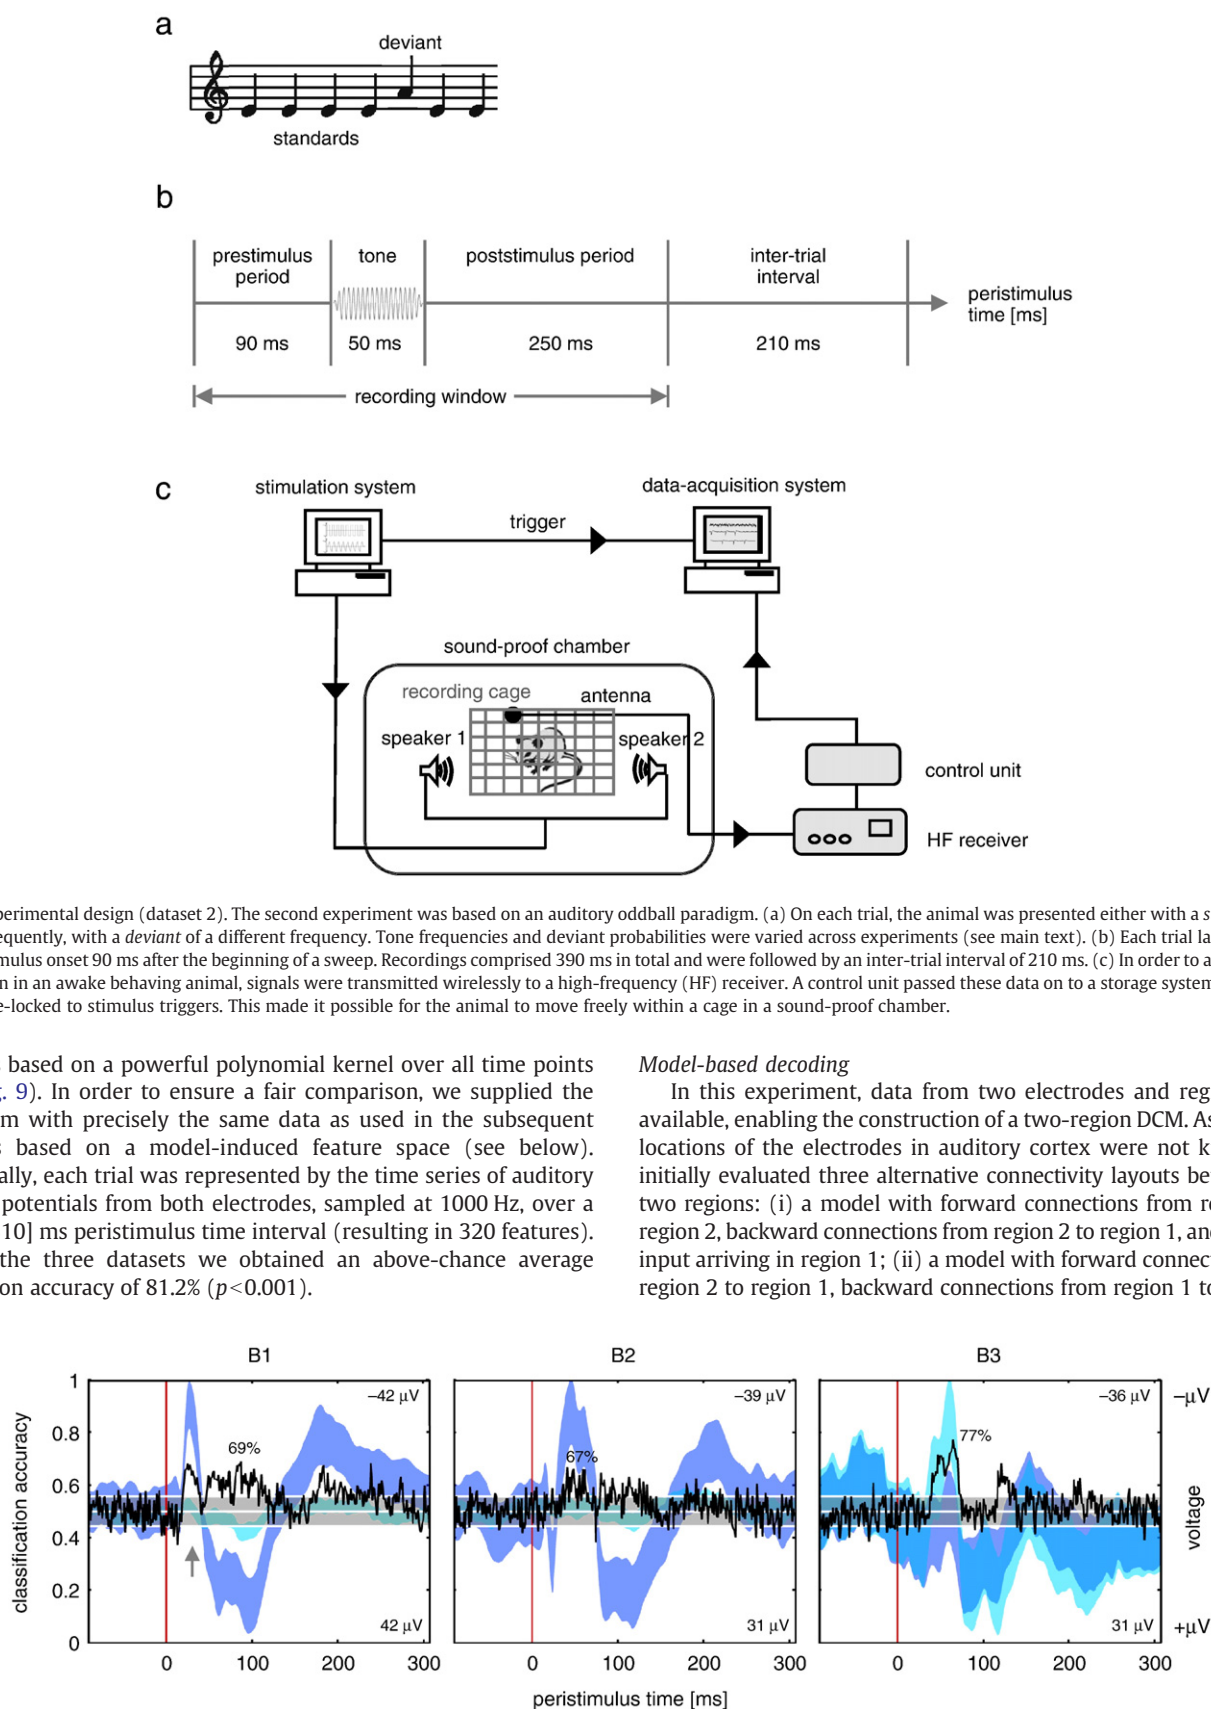 a
deviant
standards
b
prestimulus period
tone
poststimulus period
inter-trial interval
peristimulus time [ms]
90 ms
50 ms
250 ms
210 ms
recording window
c
stimulation system
data-acquisition system
trigger
sound-proof chamber
recording cage
antenna
speaker 1
speaker 2
control unit
HF receiver
perimental design (dataset 2). The second experiment was based on an auditory oddball paradigm. (a) On each trial, the animal was presented either with a s
equently, with a deviant of a different frequency. Tone frequencies and deviant probabilities were varied across experiments (see main text). (b) Each trial la
mulus onset 90 ms after the beginning of a sweep. Recordings comprised 390 ms in total and were followed by an inter-trial interval of 210 ms. (c) In order to a
n in an awake behaving animal, signals were transmitted wirelessly to a high-frequency (HF) receiver. A control unit passed these data on to a storage system
e-locked to stimulus triggers. This made it possible for the animal to move freely within a cage in a sound-proof chamber.
s based on a powerful polynomial kernel over all time points
g. 9). In order to ensure a fair comparison, we supplied the
m with precisely the same data as used in the subsequent
s based on a model-induced feature space (see below).
ally, each trial was represented by the time series of auditory
potentials from both electrodes, sampled at 1000 Hz, over a
10] ms peristimulus time interval (resulting in 320 features).
the three datasets we obtained an above-chance average
on accuracy of 81.2% (p<0.001).
Model-based decoding
In this experiment, data from two electrodes and reg
available, enabling the construction of a two-region DCM. As
locations of the electrodes in auditory cortex were not k
initially evaluated three alternative connectivity layouts be
two regions: (i) a model with forward connections from re
region 2, backward connections from region 2 to region 1, and
input arriving in region 1; (ii) a model with forward connect
region 2 to region 1, backward connections from region 1 to
B1
B2
B3
classification accuracy
1
0.8
0.6
0.4
0.2
0
−42 µV
69%
42 µV
−39 µV
67%
31 µV
−36 µV
77%
31 µV
−µV
voltage
+µV
0 100 200 300
0 100 200 300
0 100 200 300
peristimulus time [ms]